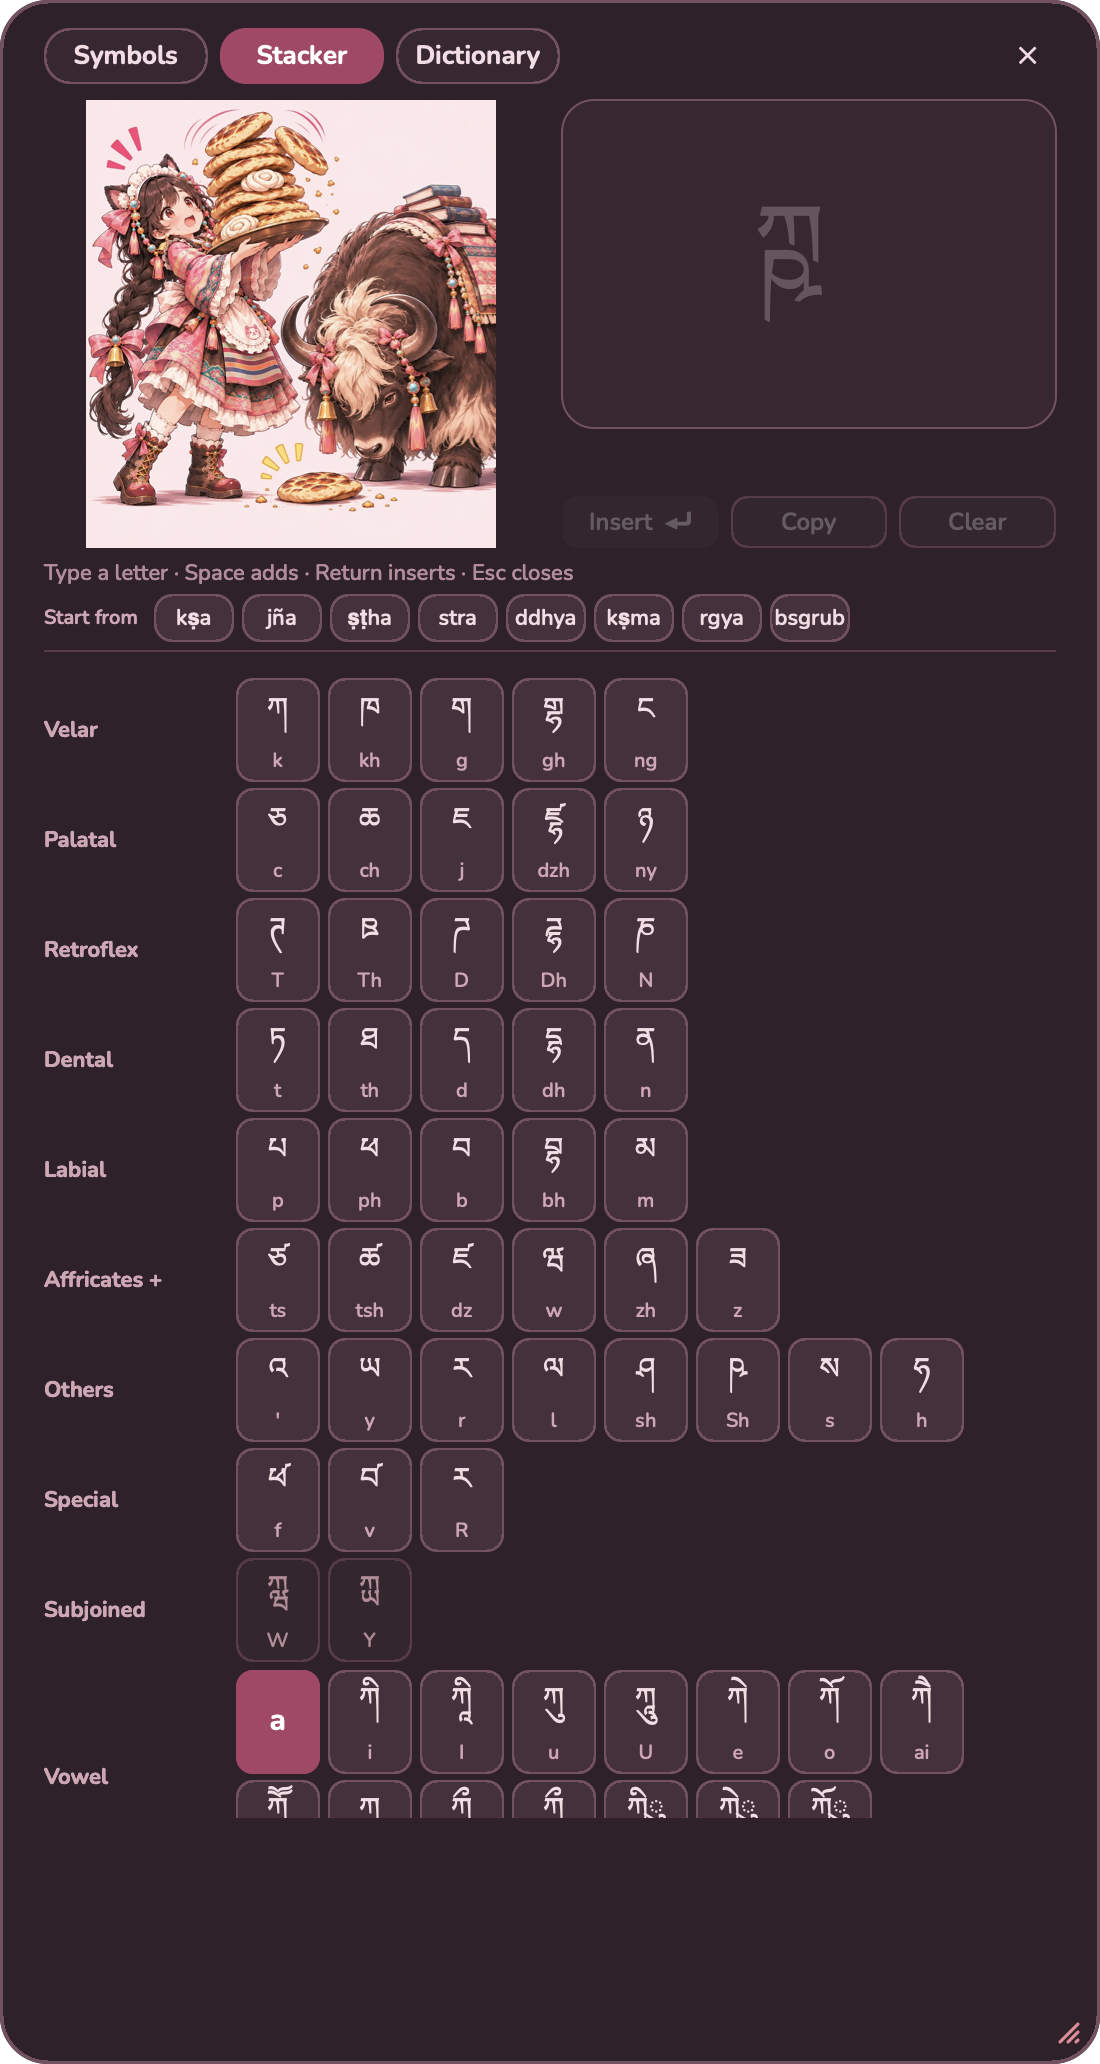 Symbols Stacker Dictionary ×
ཀྵ
Insert Copy Clear
Type a letter · Space adds · Return inserts · Esc closes
Start from kṣa jña ṣṭha stra ddhya kṣma rgya bsgrub
Velar ཀ ཁ ག གྷ ང
k kh g gh ng
Palatal ཅ ཆ ཇ ཛྷ ཉ
c ch j dzh ny
Retroflex ཊ ཋ ཌ ཌྷ ཎ
T Th D Dh N
Dental ཏ ཐ ད དྷ ན
t th d dh n
Labial པ ཕ བ བྷ མ
p ph b bh m
Affricates + ཙ ཚ ཛ ཝ ཞ ཟ
ts tsh dz w zh z
Others འ ཡ ར ལ ཤ ཥ ས ཧ
' y r l sh Sh s h
Special ཕ༹ བ༹ ར
f v R
Subjoined ཀྺ ཀྻ
W Y
Vowel a ཀི ཀཱི ཀུ ཀཱུ ཀེ ཀོ ཀཻ
i I u U e o ai